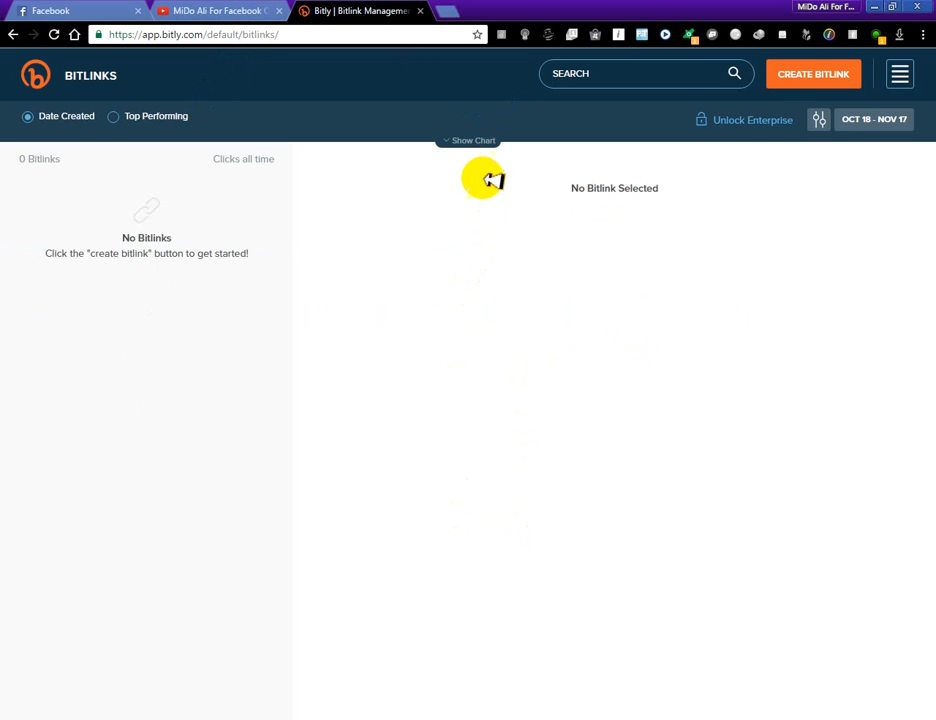 Facebook
MiDo Ali For Facebook
Bitly | Bitlink Manageme
MiDo Ali For F...
https://app.bitly.com/default/bitlinks/
BITLINKS
SEARCH
CREATE BITLINK
Date Created
Top Performing
Unlock Enterprise
OCT 18 - NOV 17
Show Chart
0 Bitlinks
Clicks all time
No Bitlink Selected
No Bitlinks
Click the "create bitlink" button to get started!